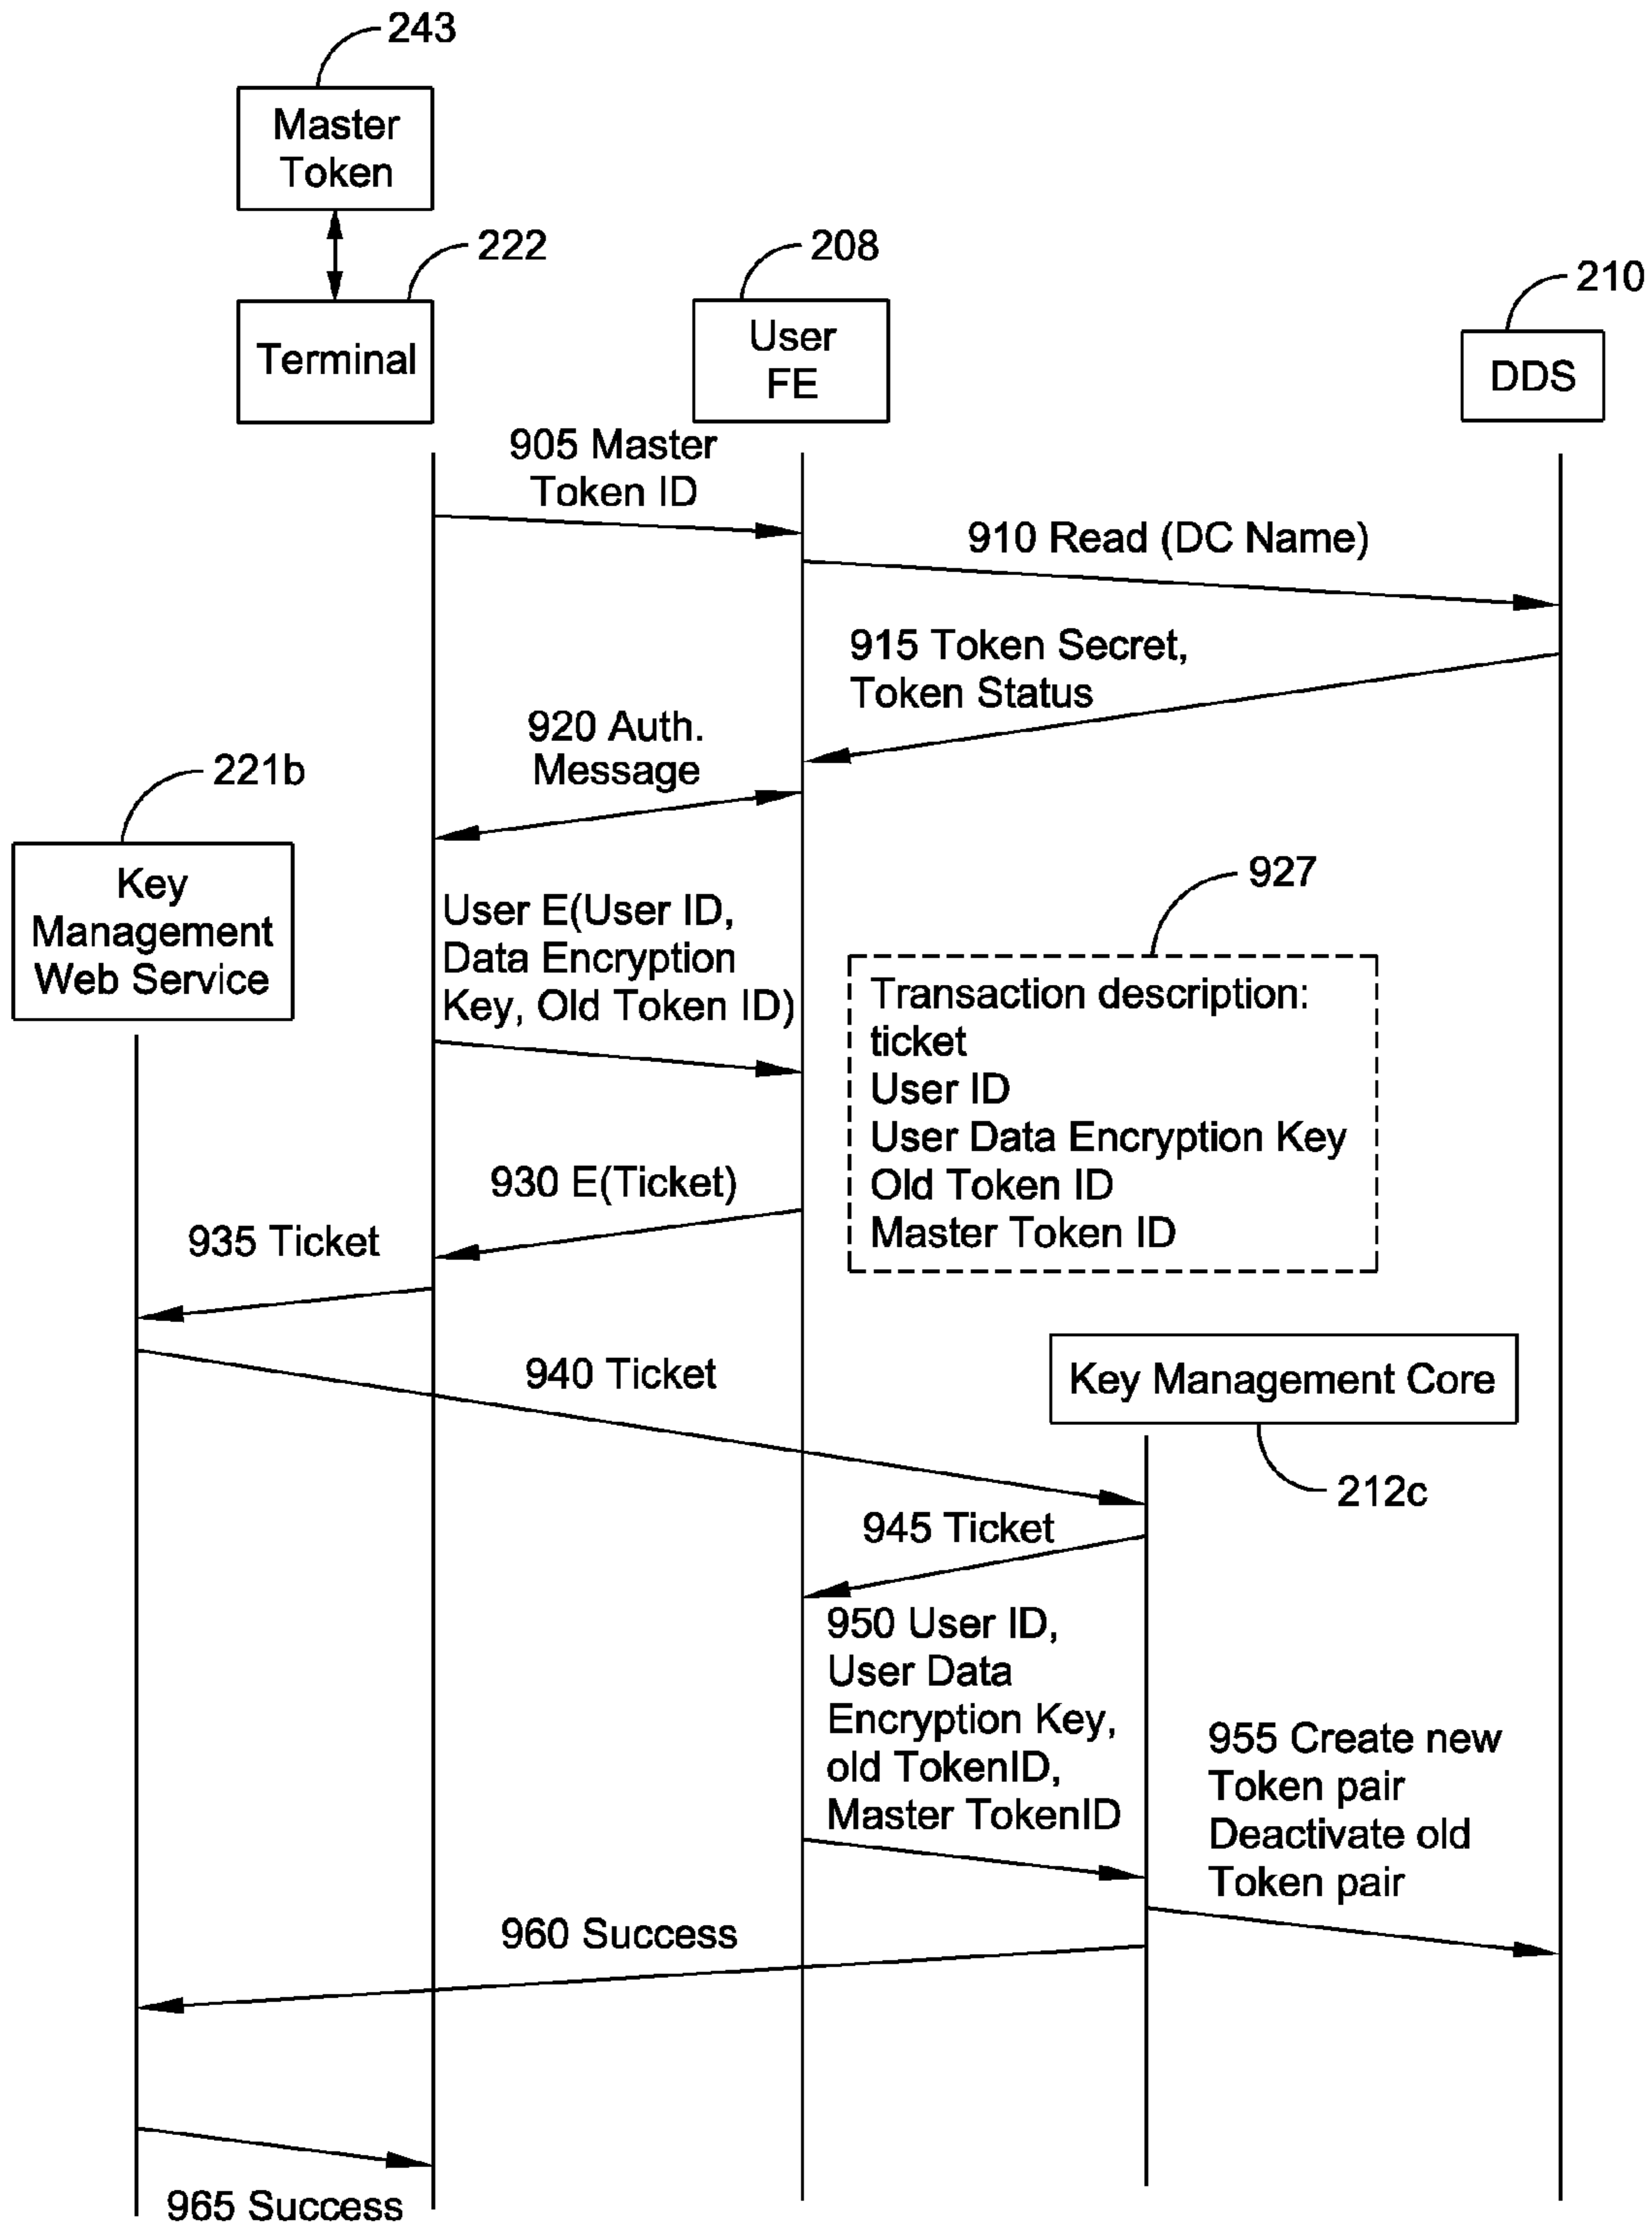 243
Master
Token
222
208
210
Terminal
User
FE
DDS
905 Master
Token ID
910 Read (DC Name)
915 Token Secret,
Token Status
920 Auth.
Message
221b
Key
Management
Web Service
User E(User ID,
Data Encryption
Key, Old Token ID)
927
Transaction description:
ticket
User ID
User Data Encryption Key
Old Token ID
Master Token ID
930 E(Ticket)
935 Ticket
940 Ticket
Key Management Core
212c
945 Ticket
950 User ID,
User Data
Encryption Key,
old TokenID,
Master TokenID
955 Create new
Token pair
Deactivate old
Token pair
960 Success
965 Success